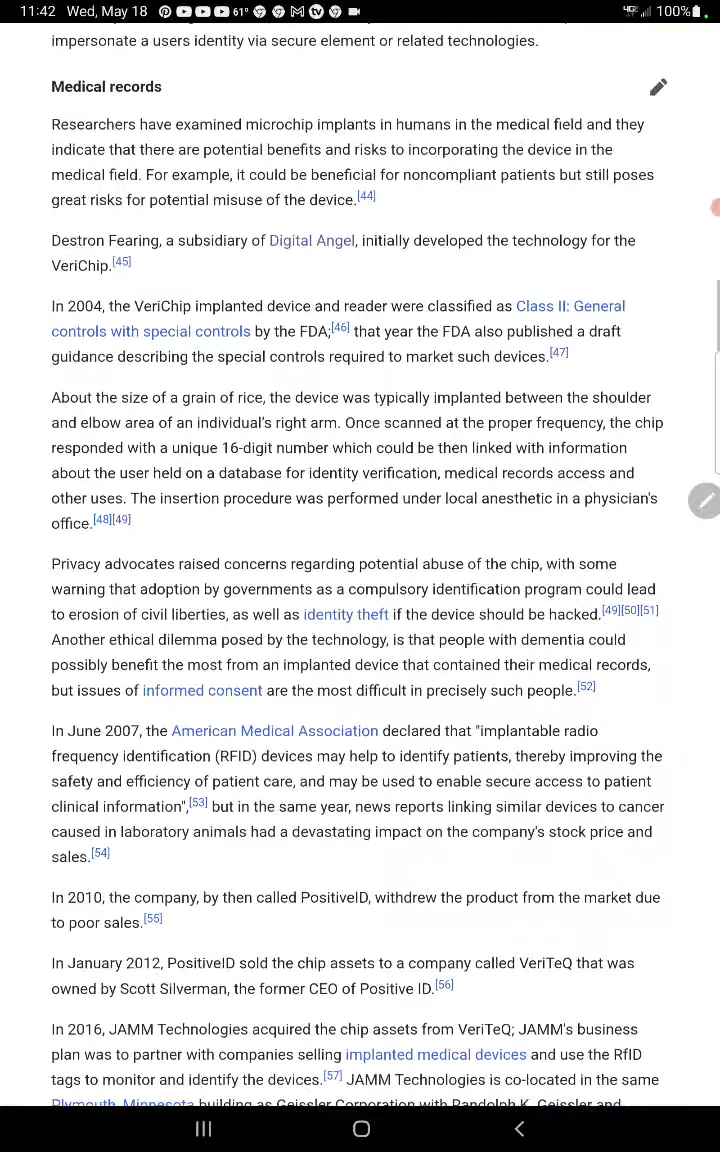 11:42 Wed, May 18 61° 4G 100%
impersonate a users identity via secure element or related technologies.
Medical records
Researchers have examined microchip implants in humans in the medical field and they
indicate that there are potential benefits and risks to incorporating the device in the
medical field. For example, it could be beneficial for noncompliant patients but still poses
great risks for potential misuse of the device.[44]
Destron Fearing, a subsidiary of Digital Angel, initially developed the technology for the
VeriChip.[45]
In 2004, the VeriChip implanted device and reader were classified as Class II: General
controls with special controls by the FDA;[46] that year the FDA also published a draft
guidance describing the special controls required to market such devices.[47]
About the size of a grain of rice, the device was typically implanted between the shoulder
and elbow area of an individual's right arm. Once scanned at the proper frequency, the chip
responded with a unique 16-digit number which could be then linked with information
about the user held on a database for identity verification, medical records access and
other uses. The insertion procedure was performed under local anesthetic in a physician's
office.[48][49]
Privacy advocates raised concerns regarding potential abuse of the chip, with some
warning that adoption by governments as a compulsory identification program could lead
to erosion of civil liberties, as well as identity theft if the device should be hacked.[49][50][51]
Another ethical dilemma posed by the technology, is that people with dementia could
possibly benefit the most from an implanted device that contained their medical records,
but issues of informed consent are the most difficult in precisely such people.[52]
In June 2007, the American Medical Association declared that "implantable radio
frequency identification (RFID) devices may help to identify patients, thereby improving the
safety and efficiency of patient care, and may be used to enable secure access to patient
clinical information",[53] but in the same year, news reports linking similar devices to cancer
caused in laboratory animals had a devastating impact on the company's stock price and
sales.[54]
In 2010, the company, by then called PositiveID, withdrew the product from the market due
to poor sales.[55]
In January 2012, PositiveID sold the chip assets to a company called VeriTeQ that was
owned by Scott Silverman, the former CEO of Positive ID.[56]
In 2016, JAMM Technologies acquired the chip assets from VeriTeQ; JAMM's business
plan was to partner with companies selling implanted medical devices and use the RfID
tags to monitor and identify the devices.[57] JAMM Technologies is co-located in the same
Plymouth, Minnesota building as Geissler Corporation with Randolph K. Geissler and